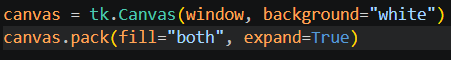 canvas = tk.Canvas(window, background="white")
canvas.pack(fill="both", expand=True)